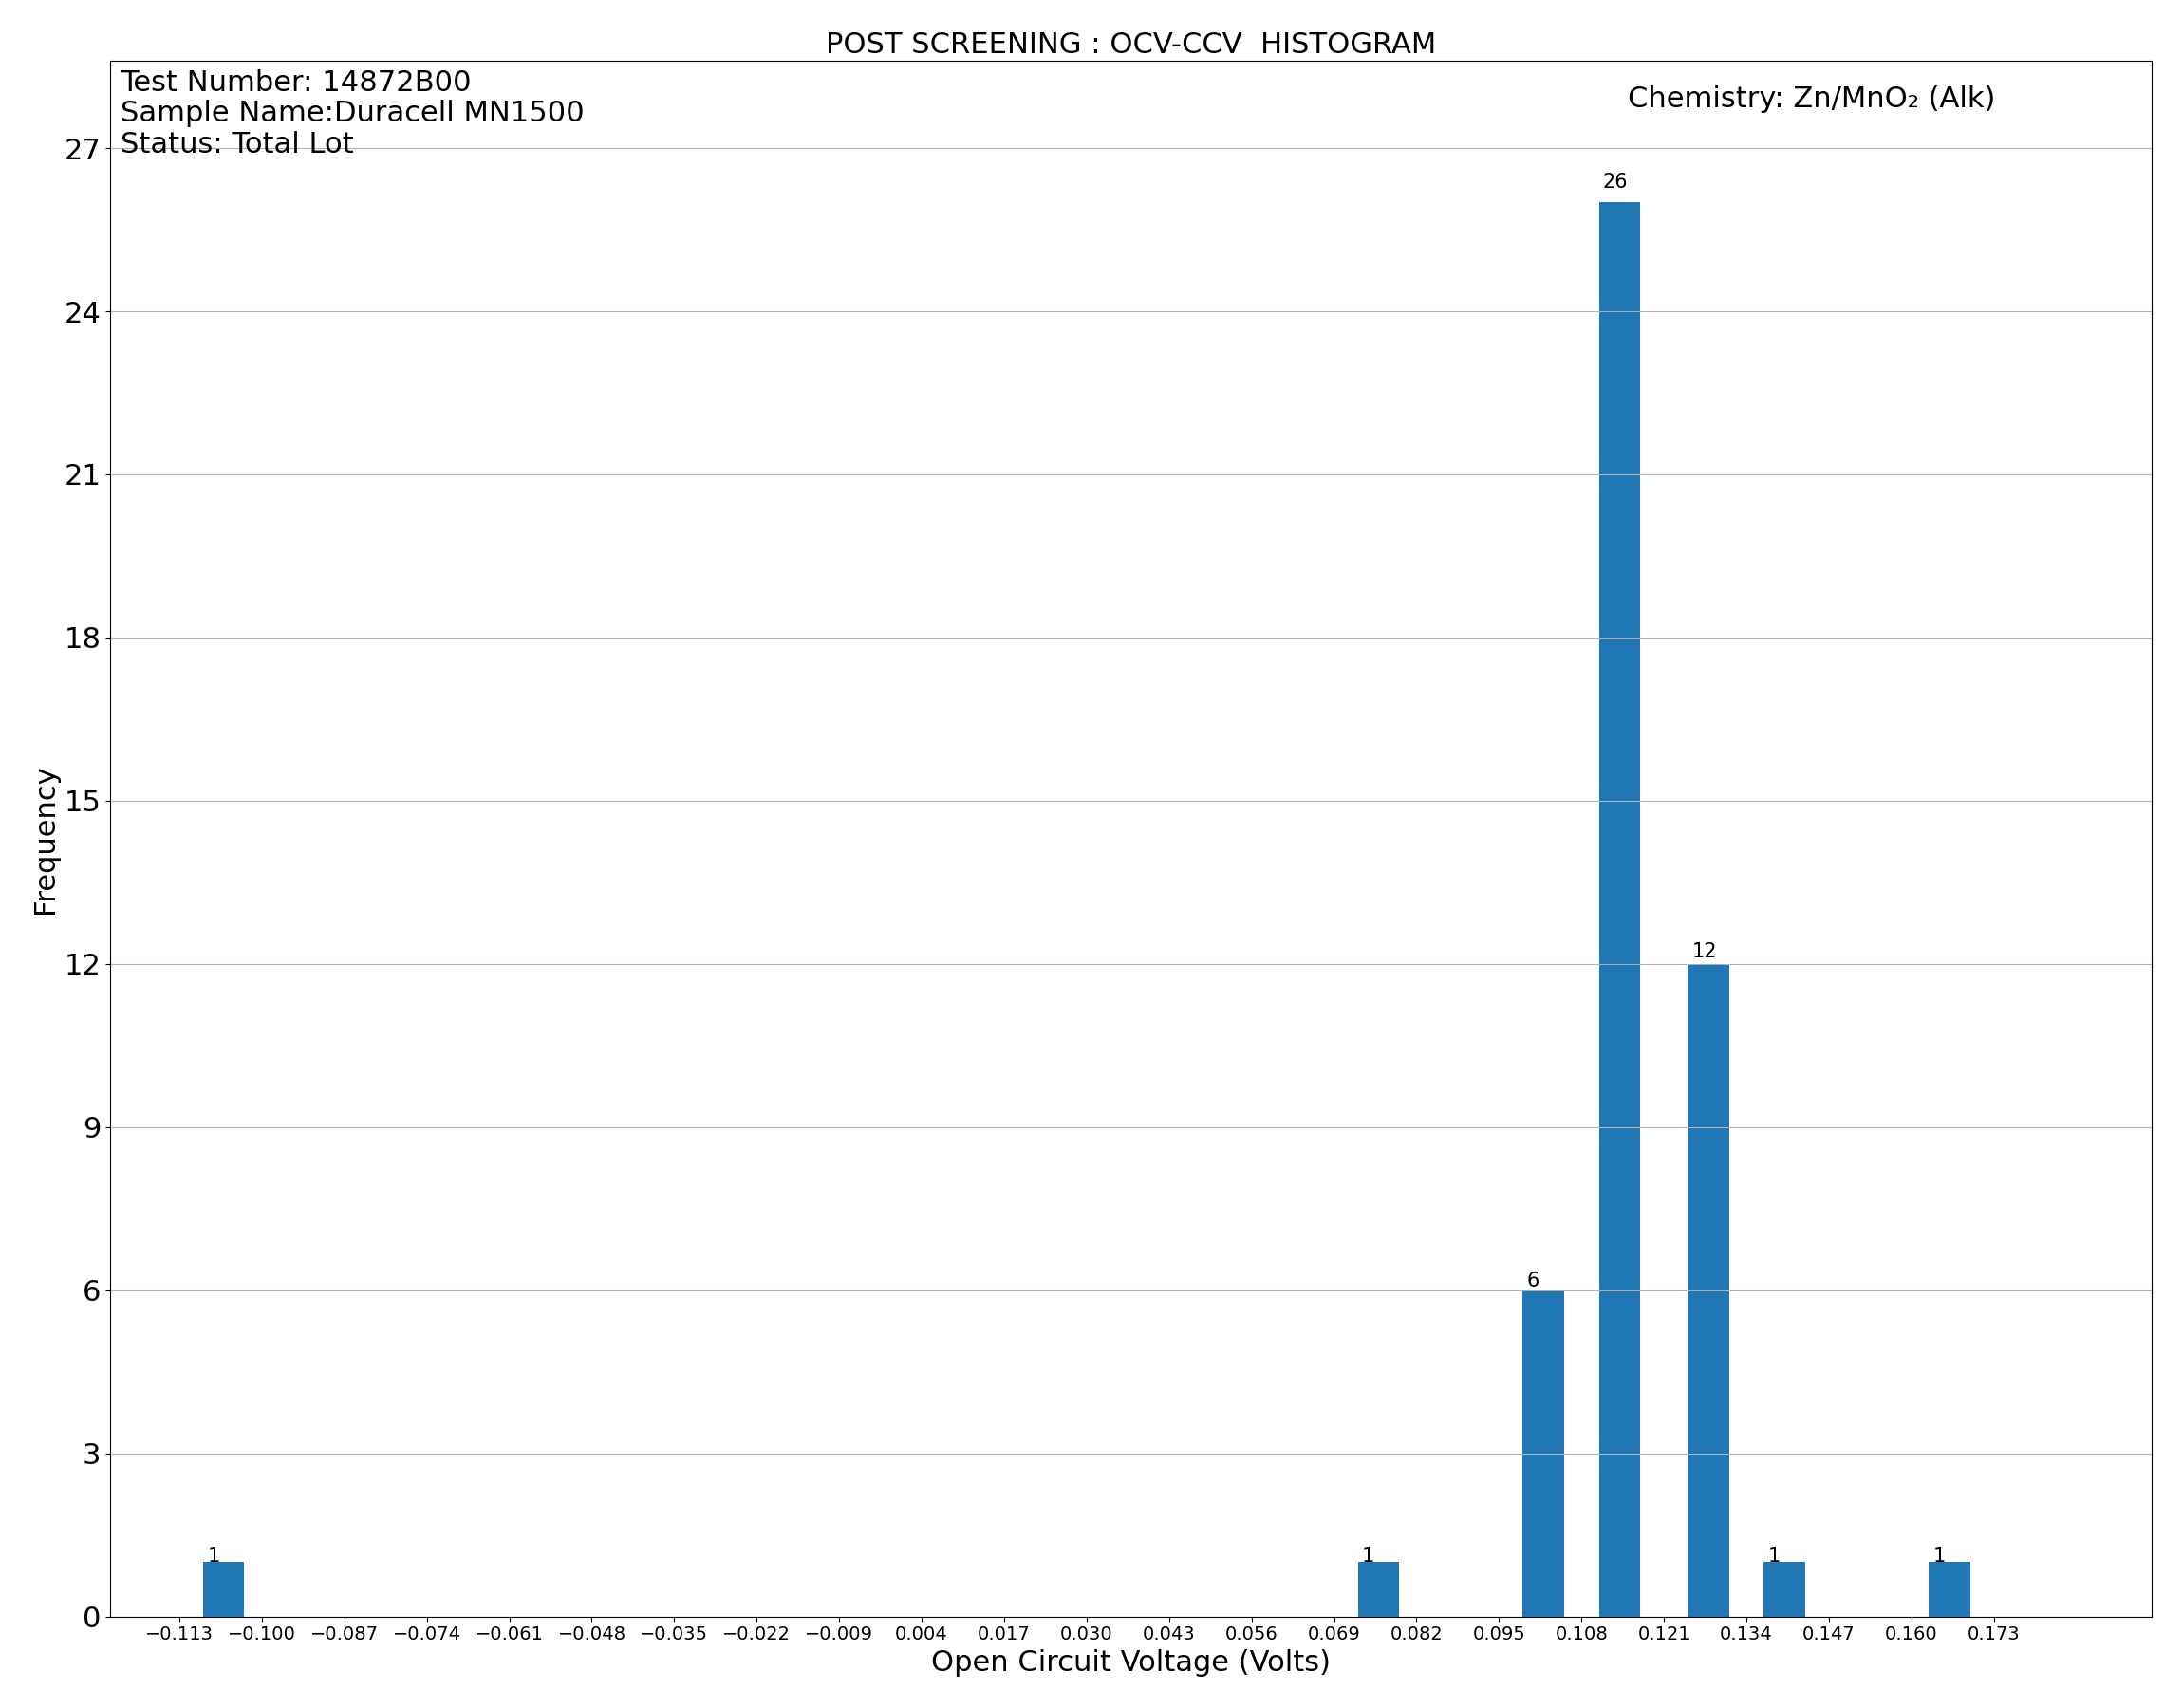 POST SCREENING : OCV-CCV  HISTOGRAM
Test Number: 14872B00
Sample Name:Duracell MN1500
Status: Total Lot
Chemistry: Zn/MnO₂ (Alk)
27
24
21
18
15
12
9
6
3
0
Frequency
26
12
6
1
1
1
1
−0.113 −0.100 −0.087 −0.074 −0.061 −0.048 −0.035 −0.022 −0.009 0.004 0.017 0.030 0.043 0.056 0.069 0.082 0.095 0.108 0.121 0.134 0.147 0.160 0.173
Open Circuit Voltage (Volts)